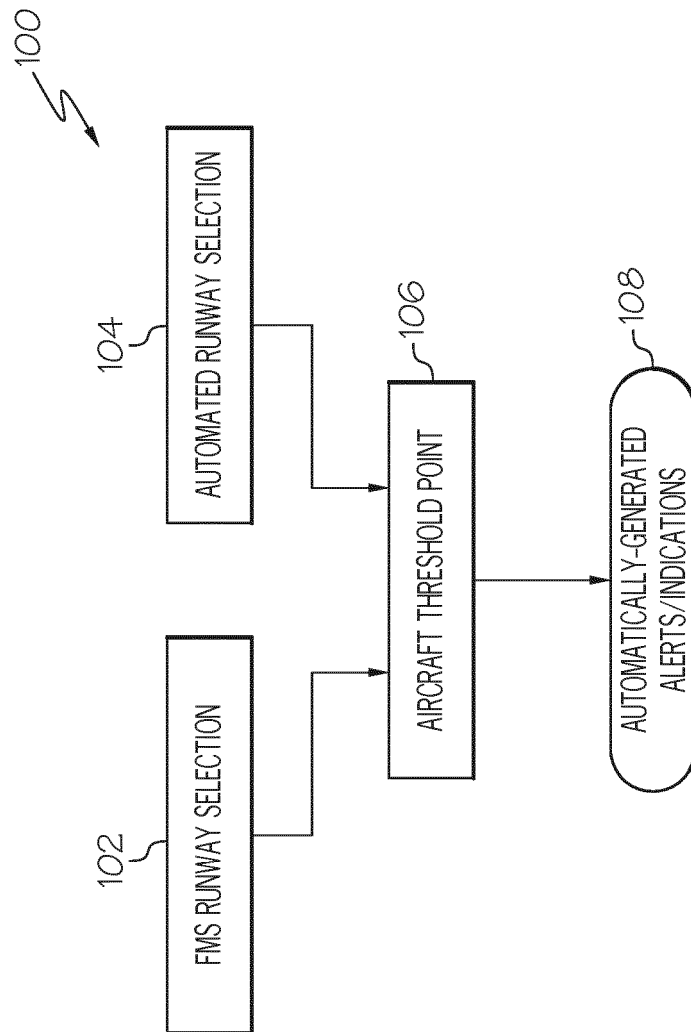 100
102
FMS RUNWAY SELECTION
104
AUTOMATED RUNWAY SELECTION
106
AIRCRAFT THRESHOLD POINT
108
AUTOMATICALLY-GENERATED
ALERTS/INDICATIONS